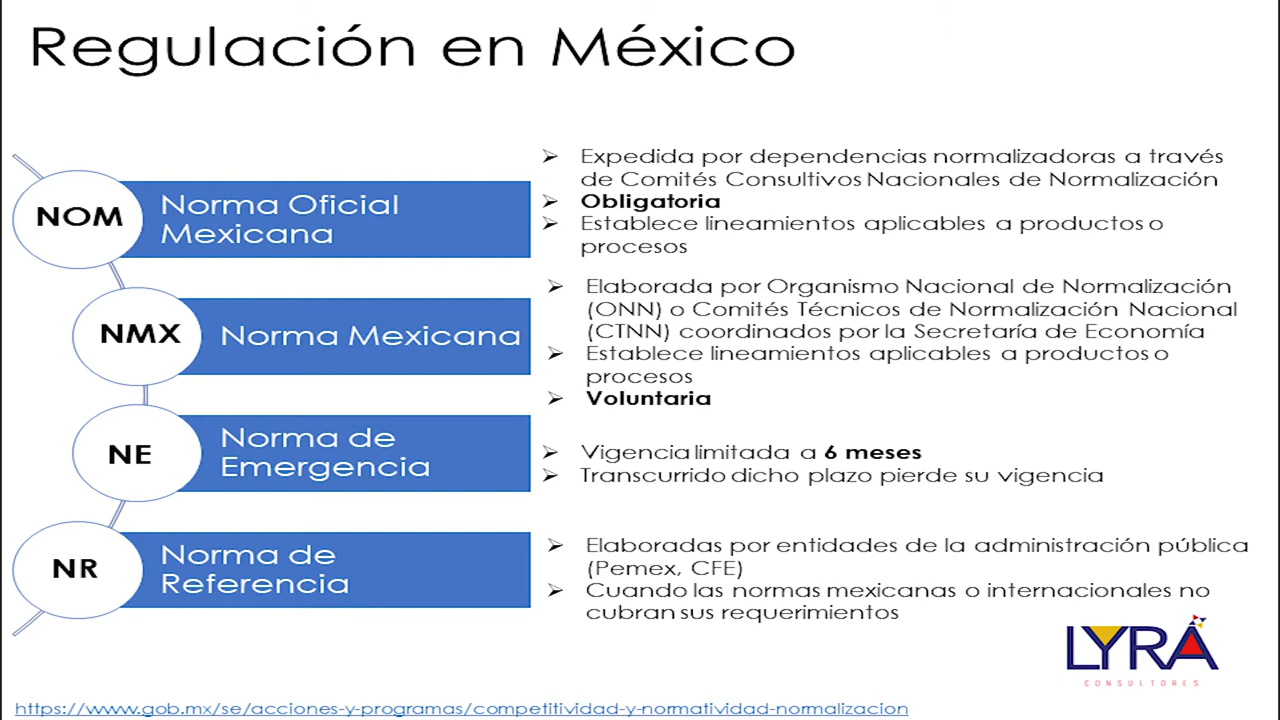 Regulación en México
NOM
Norma Oficial
Mexicana
➢ Expedida por dependencias normalizadoras a través
de Comités Consultivos Nacionales de Normalización
➢ Obligatoria
➢ Establece lineamientos aplicables a productos o
procesos
NMX
Norma Mexicana
➢ Elaborada por Organismo Nacional de Normalización
(ONN) o Comités Técnicos de Normalización Nacional
(CTNN) coordinados por la Secretaría de Economía
➢ Establece lineamientos aplicables a productos o
procesos
➢ Voluntaria
NE
Norma de
Emergencia
➢ Vigencia limitada a 6 meses
➢ Transcurrido dicho plazo pierde su vigencia
NR
Norma de
Referencia
➢ Elaboradas por entidades de la administración pública
(Pemex, CFE)
➢ Cuando las normas mexicanas o internacionales no
cubran sus requerimientos
LYRA
CONSULTORES
https://www.gob.mx/se/acciones-y-programas/competitividad-y-normatividad-normalizacion